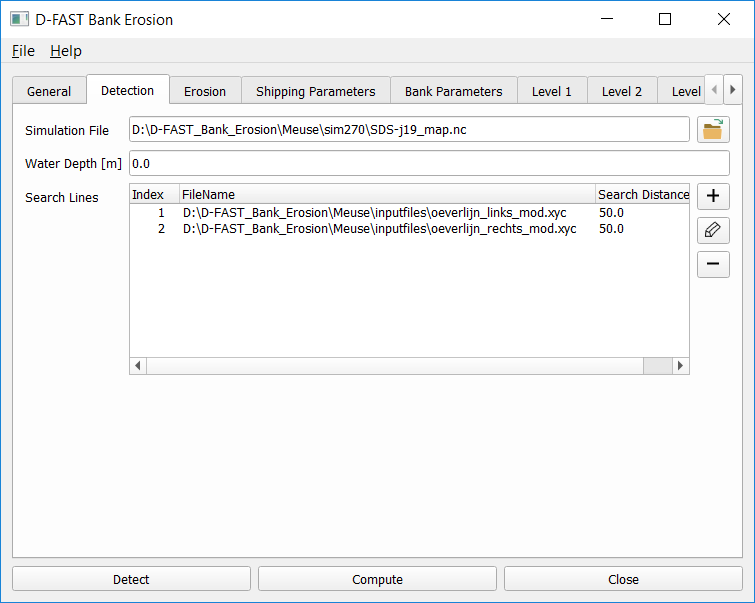 D-FAST Bank Erosion
File Help
General Detection Erosion Shipping Parameters Bank Parameters Level 1 Level 2 Level
Simulation File D:\D-FAST_Bank_Erosion\Meuse\sim270\SDS-j19_map.nc
Water Depth [m] 0.0
Search Lines Index FileName Search Distance
1 D:\D-FAST_Bank_Erosion\Meuse\inputfiles\oeverlijn_links_mod.xyc 50.0
2 D:\D-FAST_Bank_Erosion\Meuse\inputfiles\oeverlijn_rechts_mod.xyc 50.0
Detect Compute Close